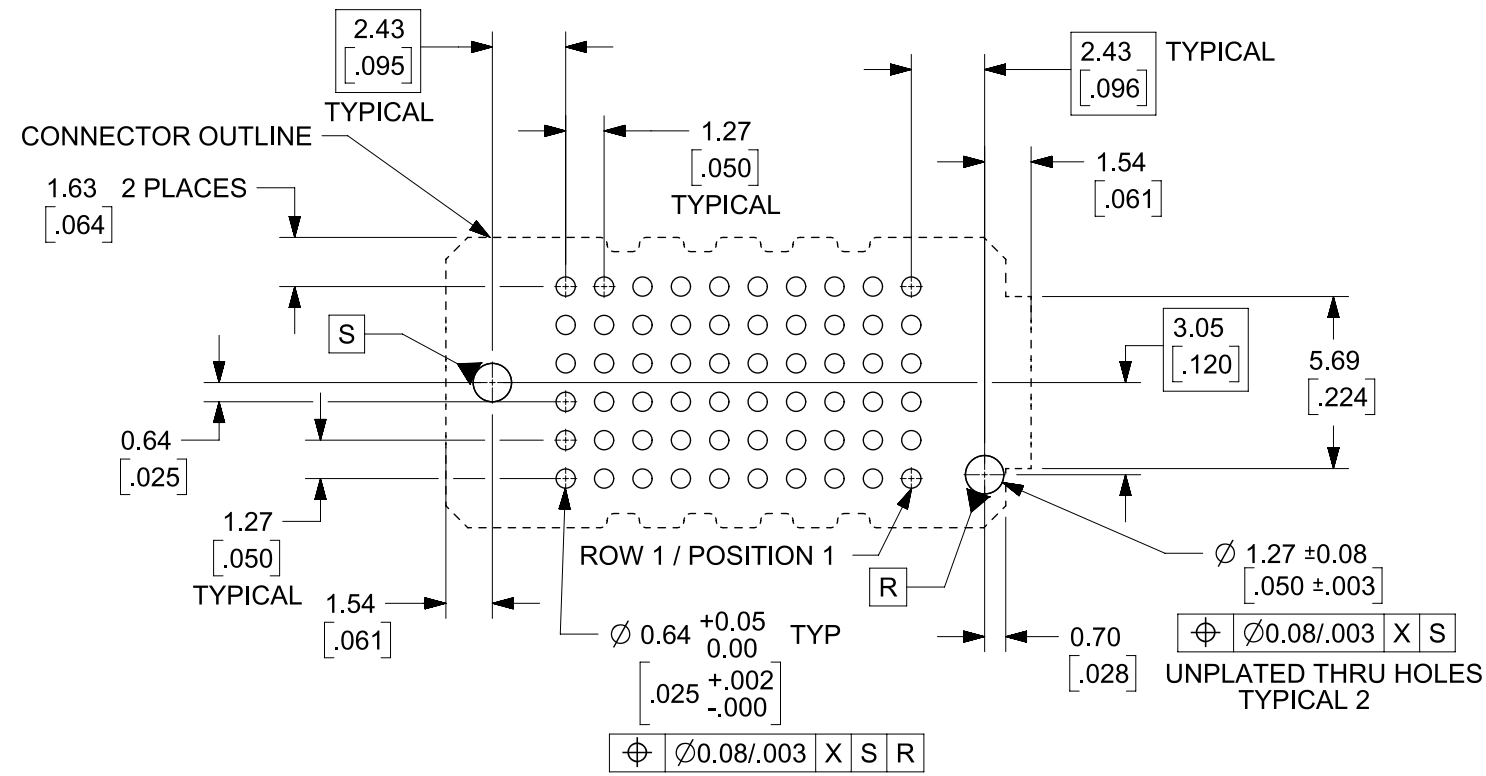 2.43
[.095]
TYPICAL
2.43
[.096]
TYPICAL
CONNECTOR OUTLINE
1.27
[.050]
TYPICAL
1.54
[.061]
1.63 2 PLACES
[.064]
S
3.05
[.120]
5.69
[.224]
0.64
[.025]
1.27
[.050]
TYPICAL
ROW 1 / POSITION 1
R
Ø 1.27 ±0.08
[.050 ±.003]
⌖ Ø0.08/.003 X S
UNPLATED THRU HOLES
TYPICAL 2
1.54
[.061]
Ø 0.64 +0.05 0.00 TYP
[.025 +.002 -.000]
⌖ Ø0.08/.003 X S R
0.70
[.028]